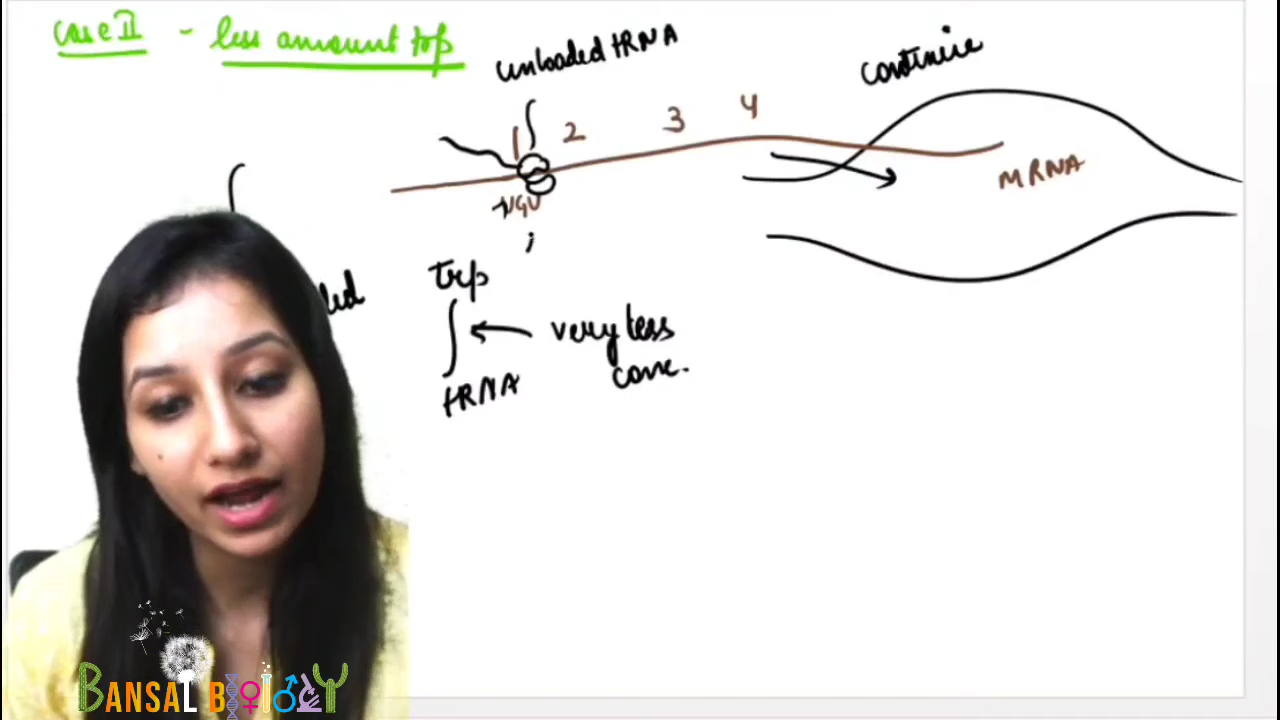 Case II - less amount trp
unloaded tRNA
continue
1 2 3 4
mRNA
UGU
trp
very less
conc.
tRNA
BANSAL BIOLOGY